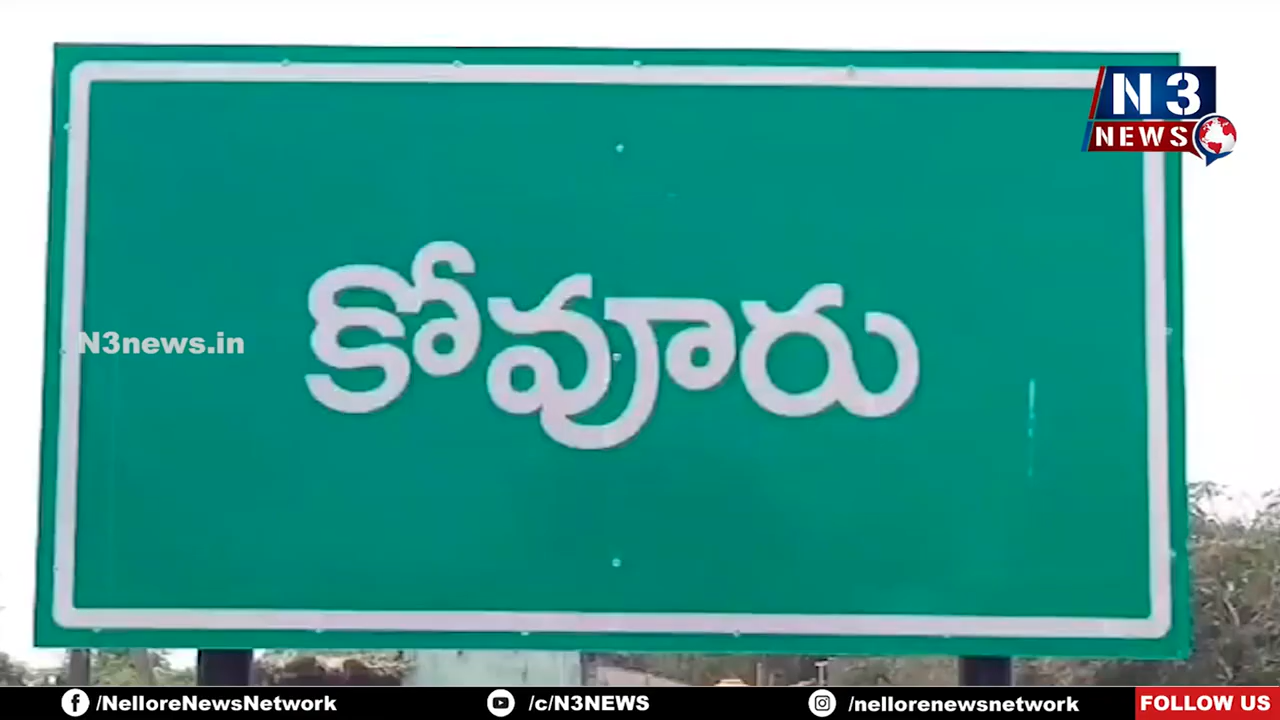 N3
NEWS
కోవూరు
N3news.in
/NelloreNewsNetwork
/c/N3NEWS
/nellorenewsnetwork
FOLLOW US